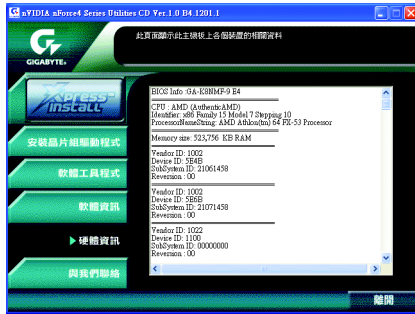 nVIDIA nForce4 Series Utilities CD Ver.1.0 B4.1201.1
GIGABYTE
此頁面顯示此主機板上各個裝置的相關資料
Xpress-
install
安裝晶片組驅動程式
軟體工具程式
軟體資訊
硬體資訊
與我們聯絡
BIOS Info :GA-K8NMF-9 E4
CPU : AMD (AuthenticAMD)
Identifier: x86 Family 15 Model 7 Stepping 10
ProcessorNameString: AMD Athlon(tm) 64 FX-53 Processor
Memory size: 523,756 KB RAM
Vendor ID: 1002
Device ID: 5E4B
SubSystem ID: 21061458
Reversion : 00
Vendor ID: 1002
Device ID: 5E6B
SubSystem ID: 21071458
Reversion : 00
Vendor ID: 1022
Device ID: 1100
SubSystem ID: 00000000
Reversion : 00
離開